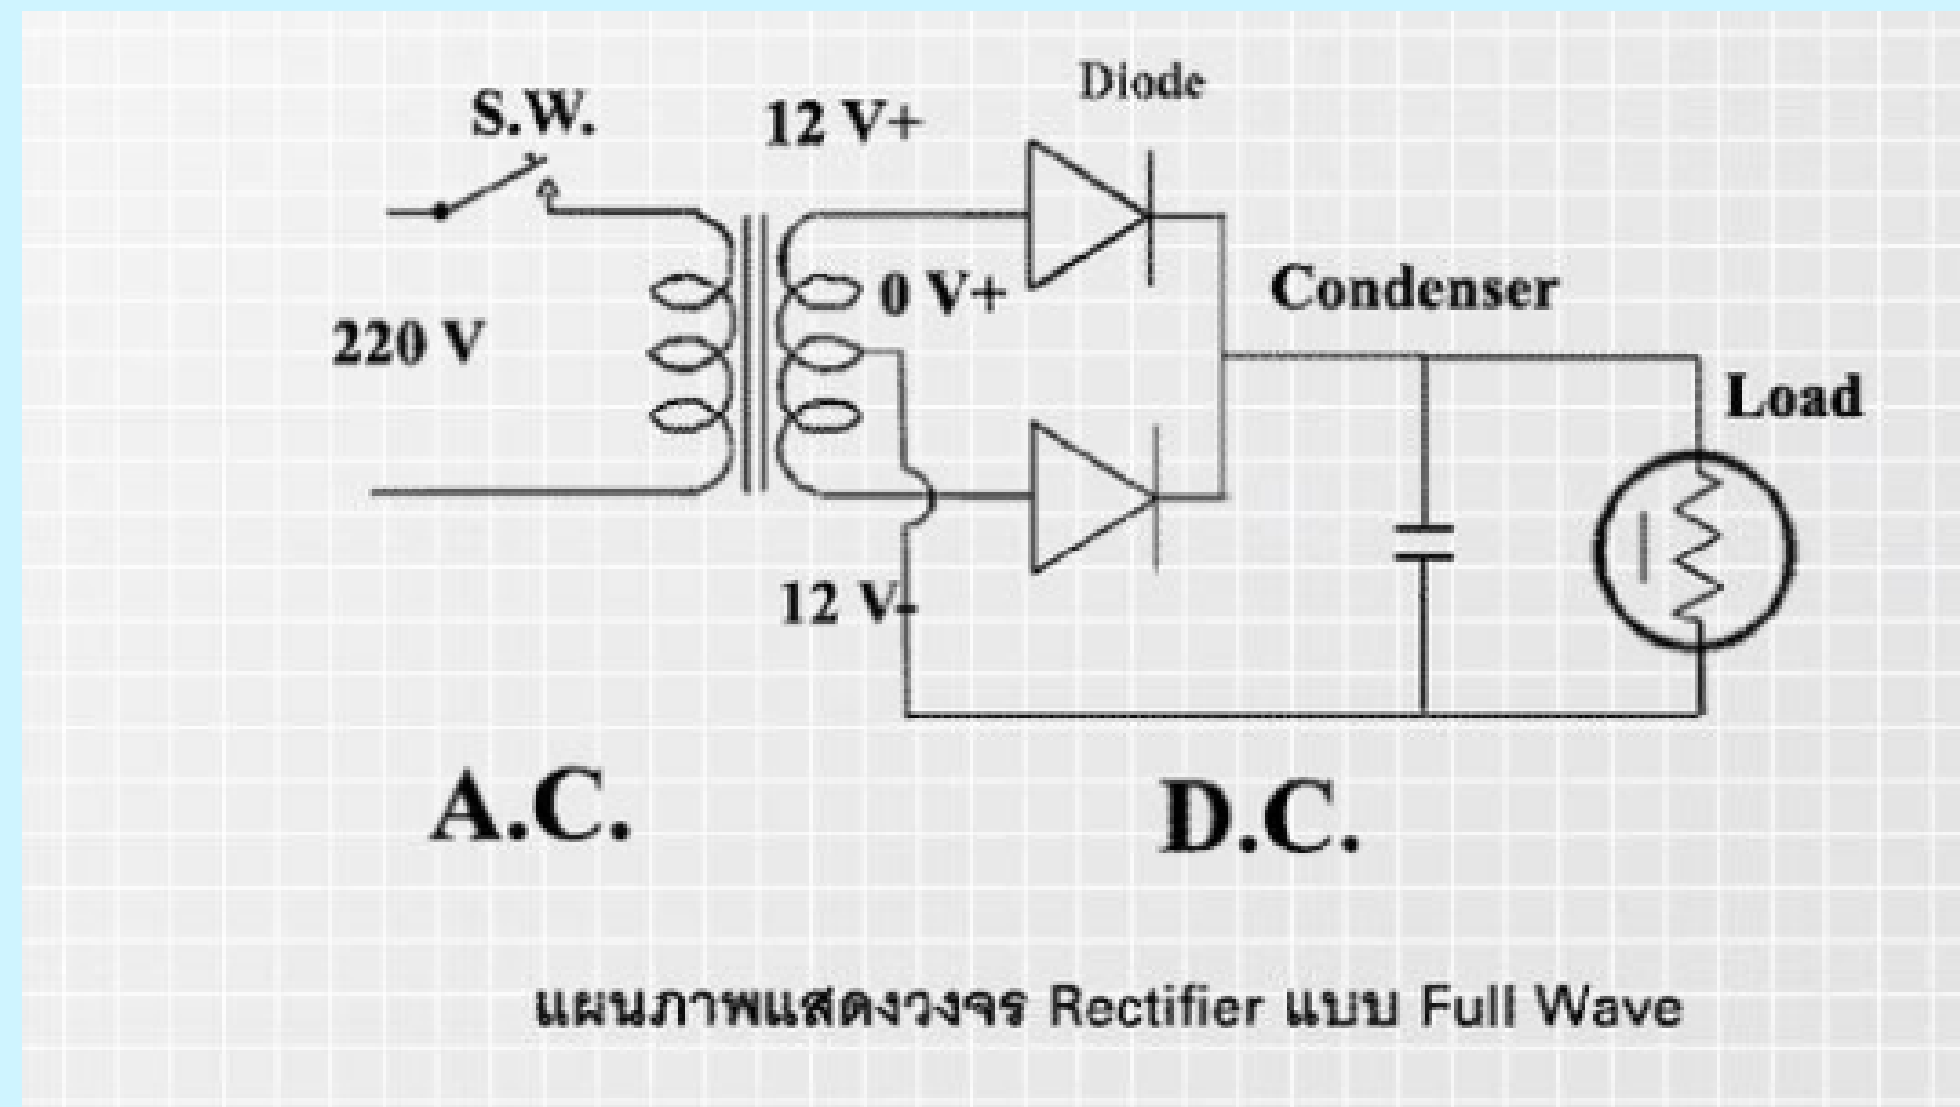 Diode
S.W.
12 V+
0 V+
Condenser
220 V
Load
12 V-
A.C.
D.C.
แผนภาพแสดงวงจร Rectifier แบบ Full Wave